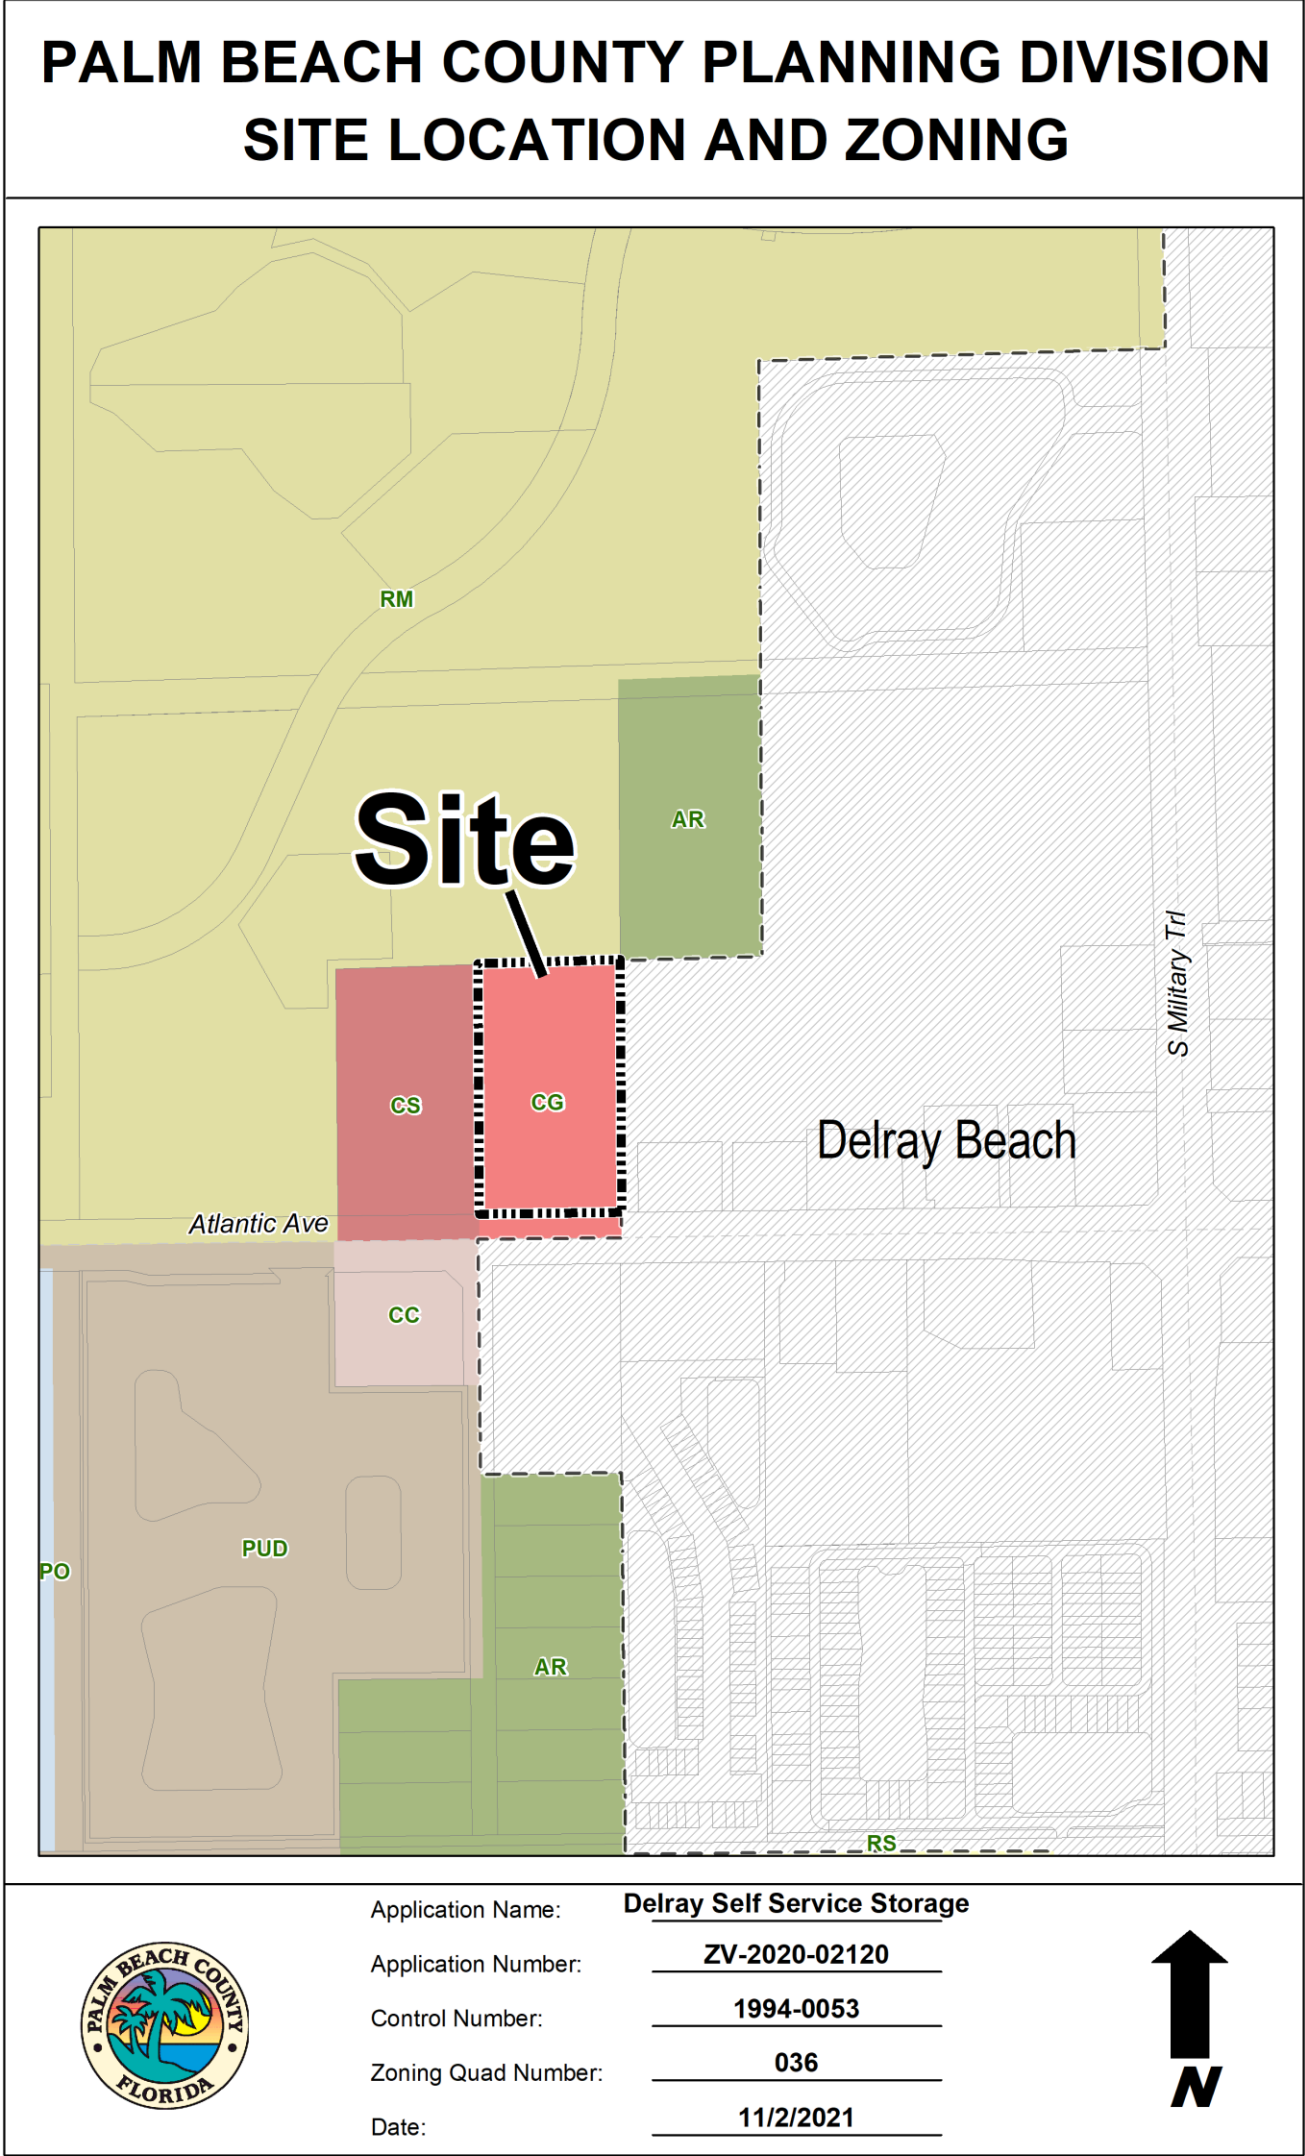 PALM BEACH COUNTY PLANNING DIVISION
SITE LOCATION AND ZONING
RM
AR
Site
S Military Trl
CS
CG
Delray Beach
Atlantic Ave
CC
PUD
PO
AR
RS
Application Name: Delray Self Service Storage
Application Number: ZV-2020-02120
Control Number: 1994-0053
Zoning Quad Number: 036
Date: 11/2/2021
PALM BEACH COUNTY
FLORIDA
N